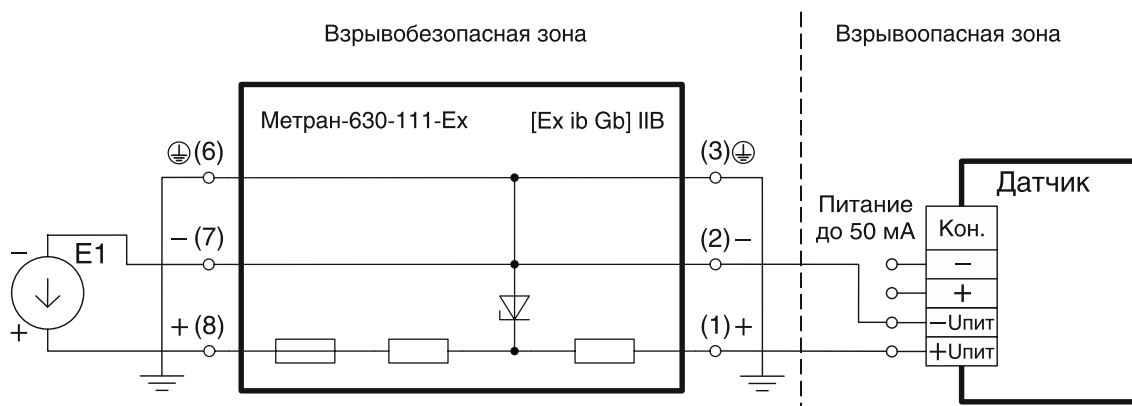 Взрывобезопасная зона
Взрывоопасная зона
Метран-630-111-Ex
[Ex ib Gb] IIB
(6)
(3)
Датчик
Питание
до 50 мА
Кон.
– (7)
(2) –
E1
–
–
+
+
+ (8)
(1) +
–Uпит
+Uпит